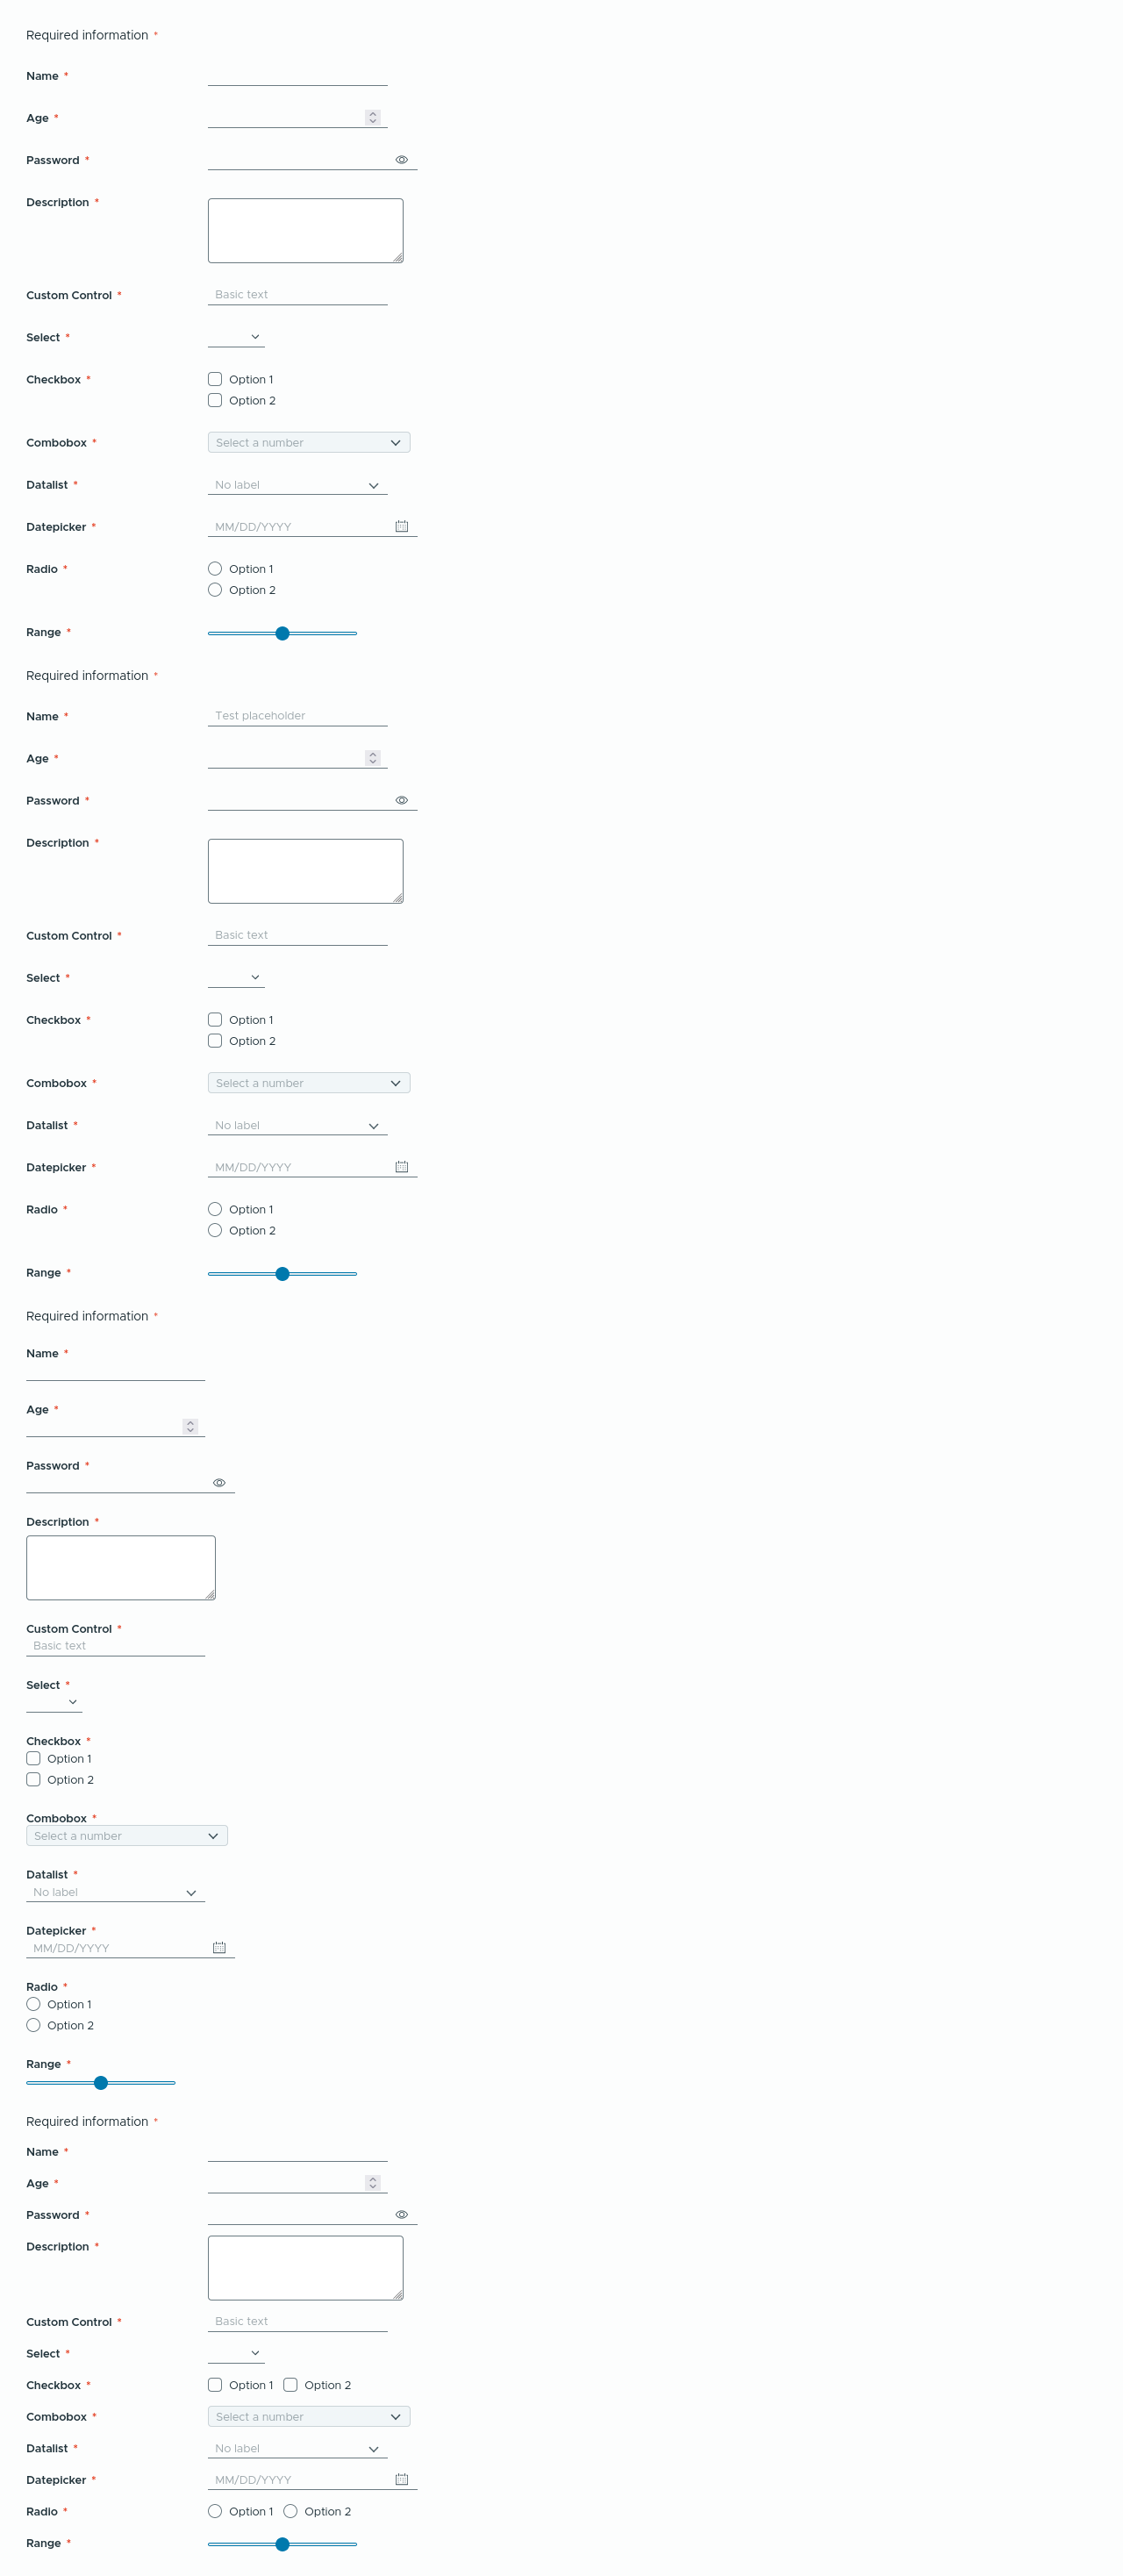 Required information *
Name *
Age *
Password *
Description *
Custom Control * Basic text
Select *
Checkbox * Option 1
Option 2
Combobox * Select a number
Datalist * No label
Datepicker * MM/DD/YYYY
Radio * Option 1
Option 2
Range *
Required information *
Name * Test placeholder
Age *
Password *
Description *
Custom Control * Basic text
Select *
Checkbox * Option 1
Option 2
Combobox * Select a number
Datalist * No label
Datepicker * MM/DD/YYYY
Radio * Option 1
Option 2
Range *
Required information *
Name *
Age *
Password *
Description *
Custom Control *
Basic text
Select *
Checkbox *
Option 1
Option 2
Combobox *
Select a number
Datalist *
No label
Datepicker *
MM/DD/YYYY
Radio *
Option 1
Option 2
Range *
Required information *
Name *
Age *
Password *
Description *
Custom Control * Basic text
Select *
Checkbox * Option 1 Option 2
Combobox * Select a number
Datalist * No label
Datepicker * MM/DD/YYYY
Radio * Option 1 Option 2
Range *